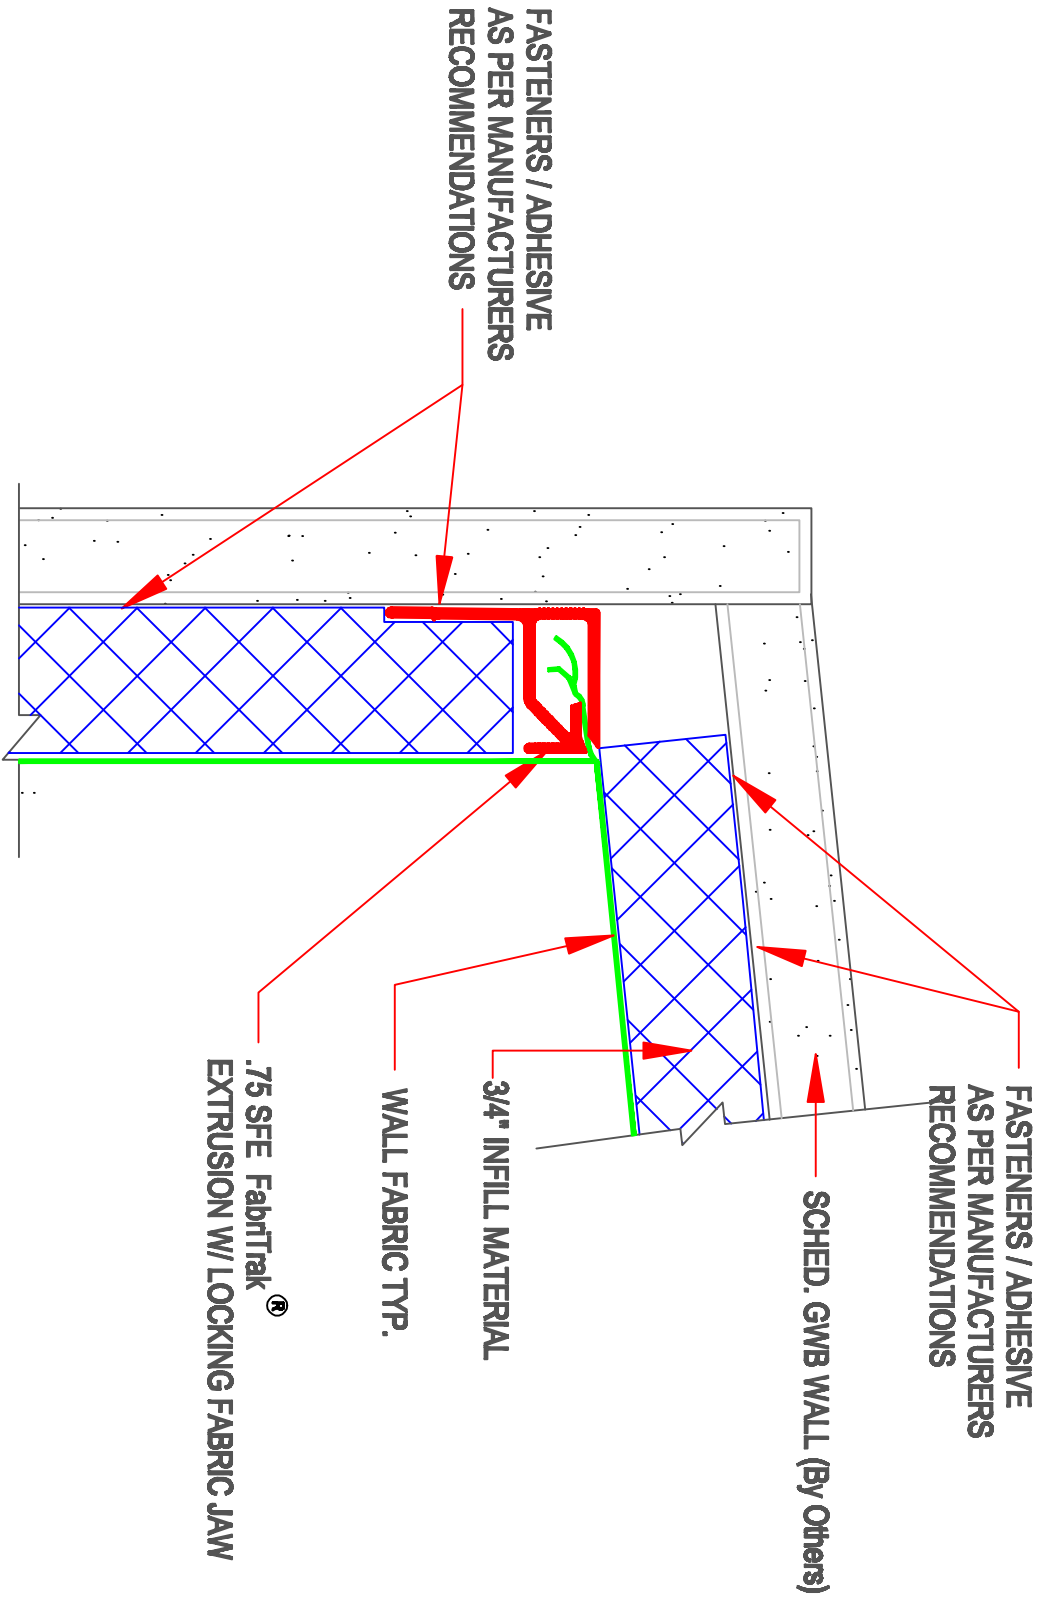 FASTENERS / ADHESIVE
AS PER MANUFACTURERS
RECOMMENDATIONS
FASTENERS / ADHESIVE
AS PER MANUFACTURERS
RECOMMENDATIONS
SCHED. GWB WALL (By Others)
3/4" INFILL MATERIAL
WALL FABRIC TYP.
.75 SFE FabriTrak ®
EXTRUSION W/ LOCKING FABRIC JAW